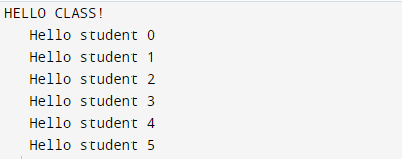 HELLO CLASS!
   Hello student 0
   Hello student 1
   Hello student 2
   Hello student 3
   Hello student 4
   Hello student 5